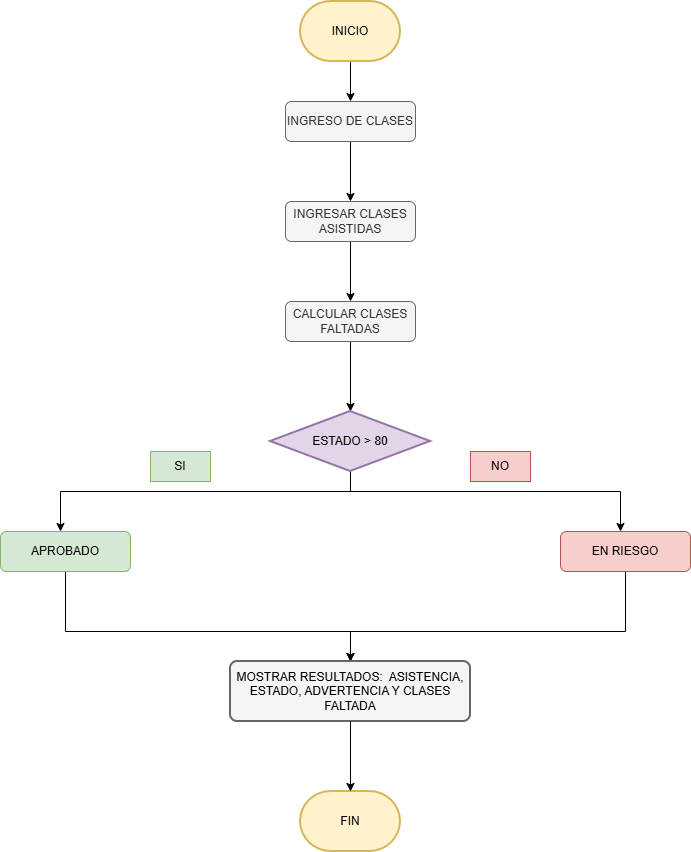 INICIO
INGRESO DE CLASES
INGRESAR CLASES
ASISTIDAS
CALCULAR CLASES
FALTADAS
ESTADO > 80
SI
NO
APROBADO
EN RIESGO
MOSTRAR RESULTADOS:  ASISTENCIA,
ESTADO, ADVERTENCIA Y CLASES
FALTADA
FIN